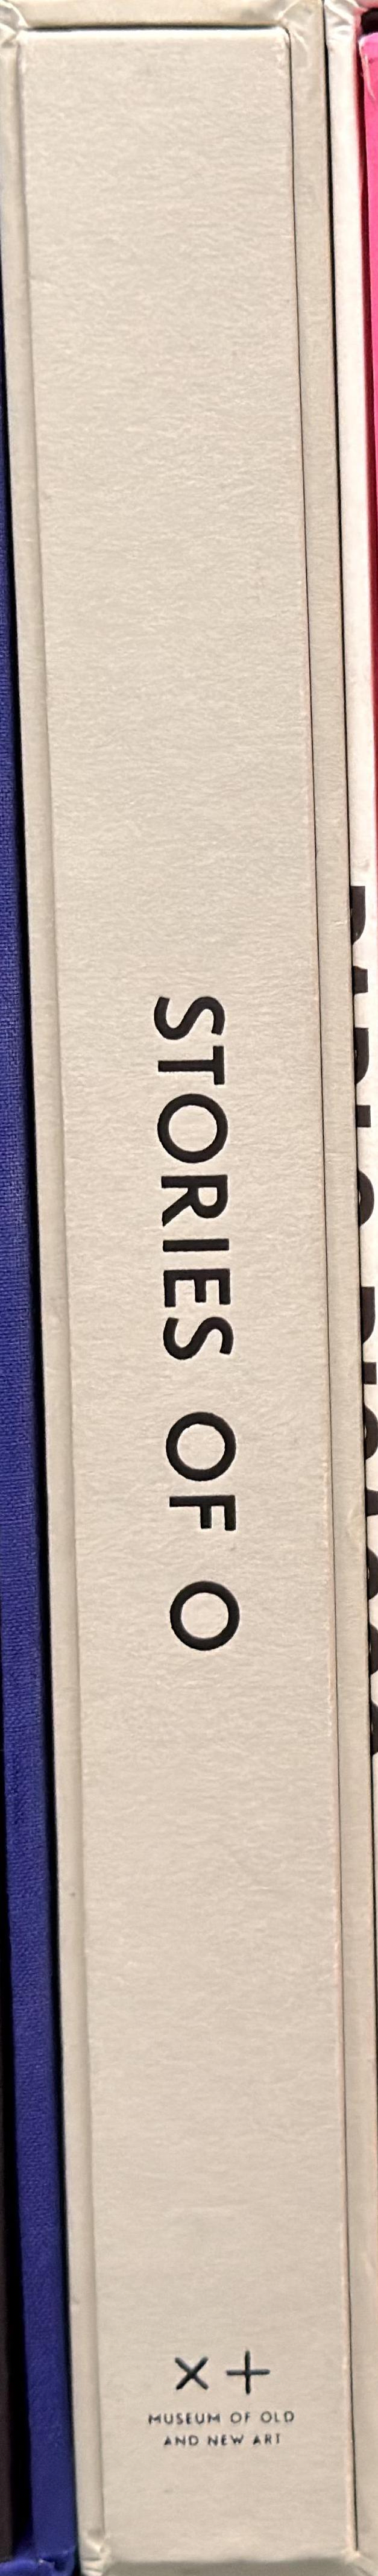 STORIES OF O
×+
MUSEUM OF OLD
AND NEW ART